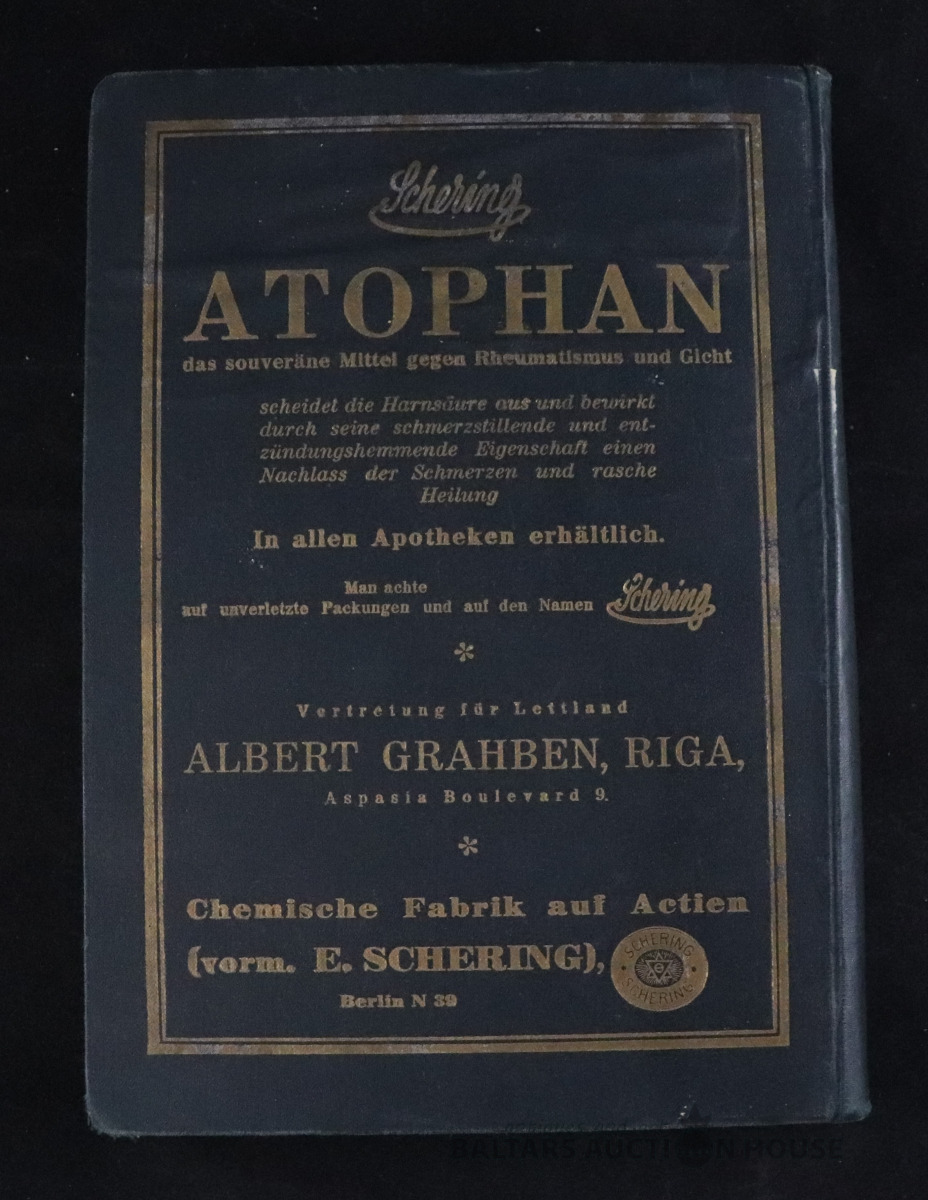 Schering
ATOPHAN
das souveräne Mittel gegen Rheumatismus und Gicht
scheidet die Harnsäure aus und bewirkt
durch seine schmerzstillende und ent-
zündungshemmende Eigenschaft einen
Nachlass der Schmerzen und rasche
Heilung
In allen Apotheken erhältlich.
Man achte
auf unverletzte Packungen und auf den Namen Schering
*
Vertretung für Lettland
ALBERT GRAHBEN, RIGA,
Aspasia Boulevard 9.
*
Chemische Fabrik auf Actien
(vorm. E. SCHERING),
SCHERING
SCHERING
Berlin N 39
BALTARS AUCTION HOUSE